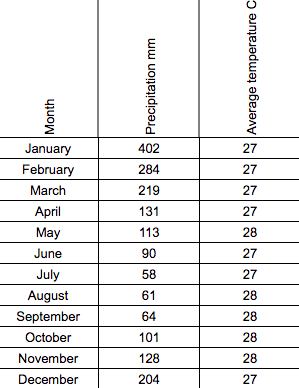 Month Precipitation mm Average temperature C
January 402 27
February 284 27
March 219 27
April 131 27
May 113 28
June 90 27
July 58 27
August 61 28
September 64 28
October 101 28
November 128 28
December 204 27